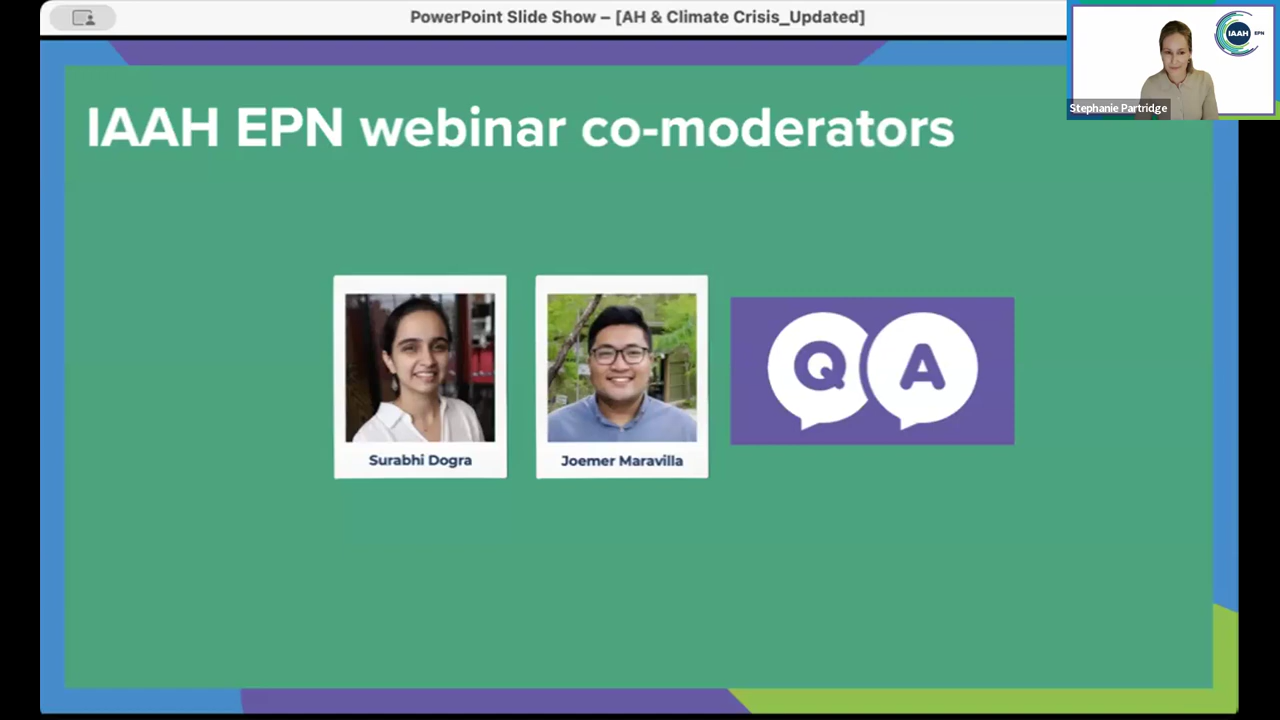 PowerPoint Slide Show – [AH & Climate Crisis_Updated]
IAAH EPN
Stephanie Partridge
IAAH EPN webinar co-moderators
Q A
Surabhi Dogra
Joemer Maravilla